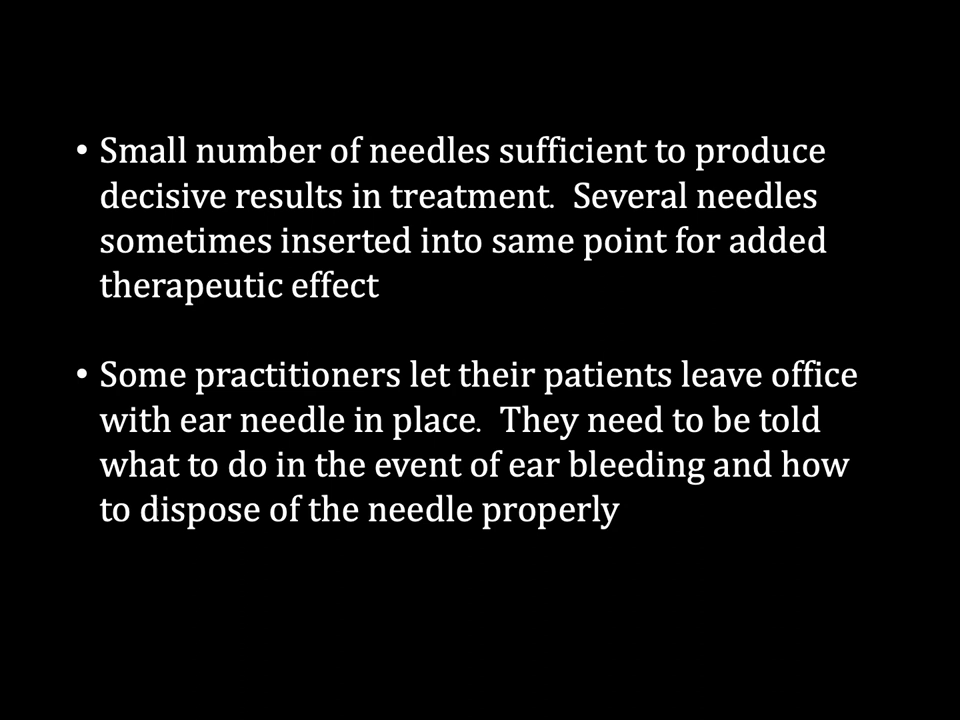 • Small number of needles sufficient to produce
decisive results in treatment.  Several needles
sometimes inserted into same point for added
therapeutic effect
• Some practitioners let their patients leave office
with ear needle in place.  They need to be told
what to do in the event of ear bleeding and how
to dispose of the needle properly